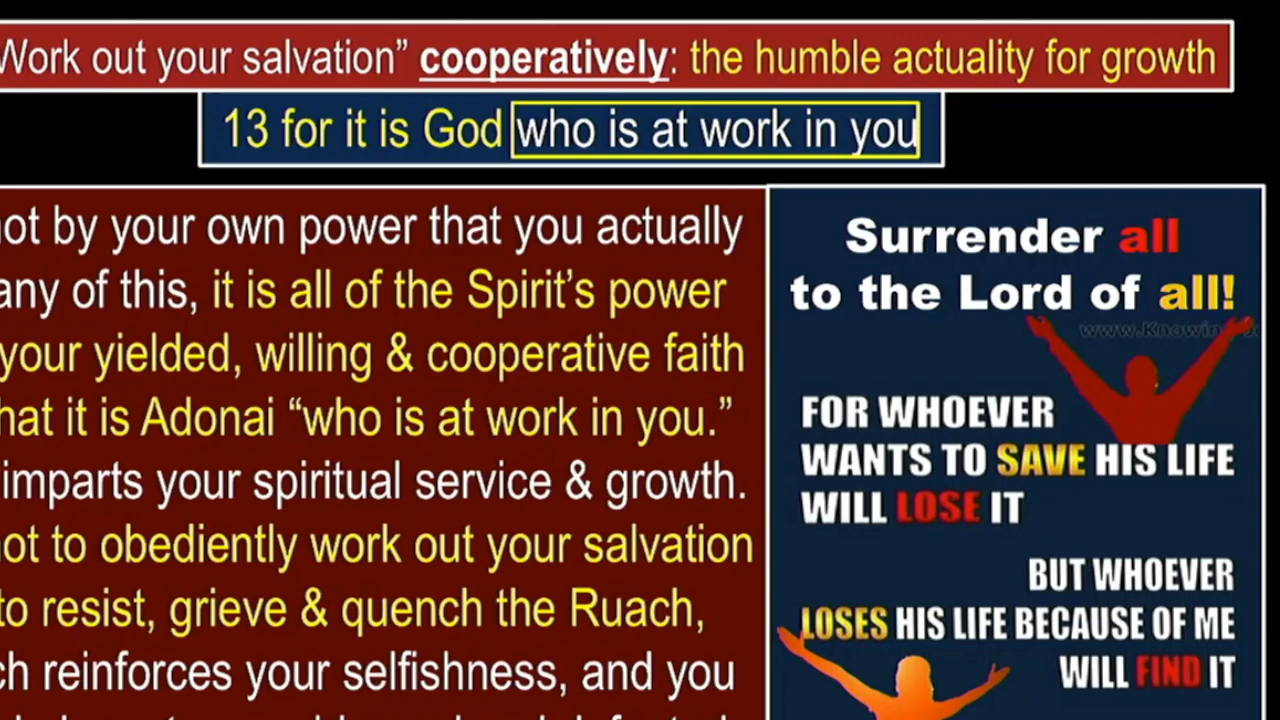 Work out your salvation” cooperatively: the humble actuality for growth
13 for it is God who is at work in you
not by your own power that you actually
any of this, it is all of the Spirit’s power
your yielded, willing & cooperative faith
that it is Adonai “who is at work in you.”
imparts your spiritual service & growth.
not to obediently work out your salvation
to resist, grieve & quench the Ruach,
reinforces your selfishness, and you
Surrender all
to the Lord of all!
FOR WHOEVER
WANTS TO SAVE HIS LIFE
WILL LOSE IT
BUT WHOEVER
LOSES HIS LIFE BECAUSE OF ME
WILL FIND IT